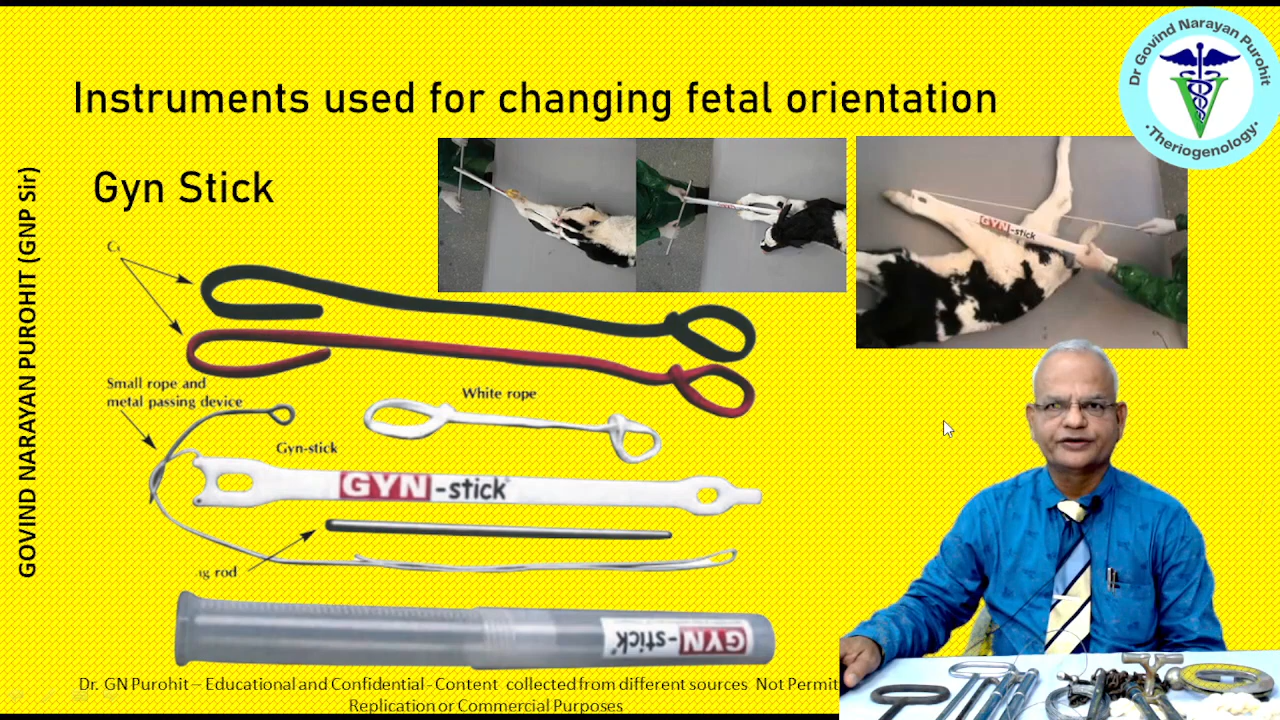 Instruments used for changing fetal orientation
Gyn Stick
GOVIND NARAYAN PUROHIT (GNP Sir)
Dr Govind Narayan Purohit
•Theriogenology•
GYN-stick
GYN-stick
Small rope and
metal passing device
White rope
Gyn-stick
GYN-stick
rod
GYN-stick
Dr. GN Purohit – Educational and Confidential - Content collected from different sources Not Permit
Replication or Commercial Purposes